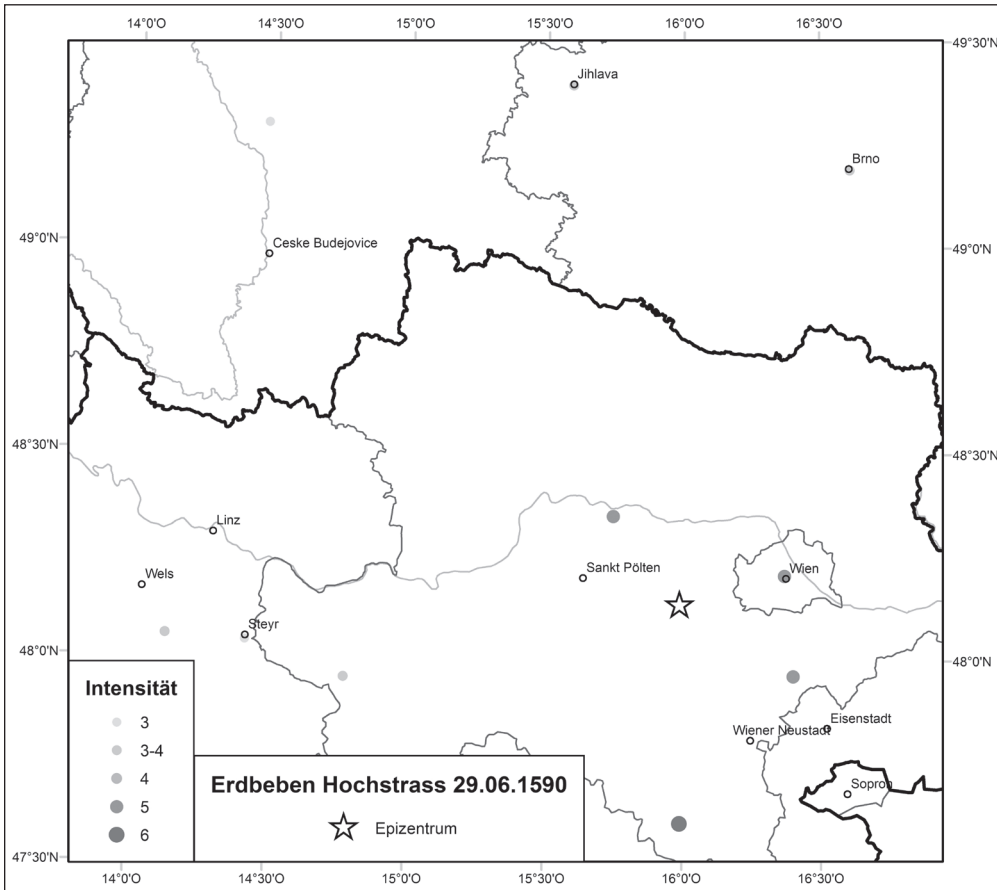 14°0'O 14°30'O 15°0'O 15°30'O 16°0'O 16°30'O
49°30'N
Jihlava
Brno
49°0'N
49°0'N
Ceske Budejovice
48°30'N
48°30'N
Linz
Wels
Sankt Pölten
Wien
Steyr
48°0'N
48°0'N
Intensität
3
3-4
4
5
6
Eisenstadt
Wiener Neustadt
Sopron
Erdbeben Hochstrass 29.06.1590
Epizentrum
47°30'N
14°0'O 14°30'O 15°0'O 15°30'O 16°0'O 16°30'O